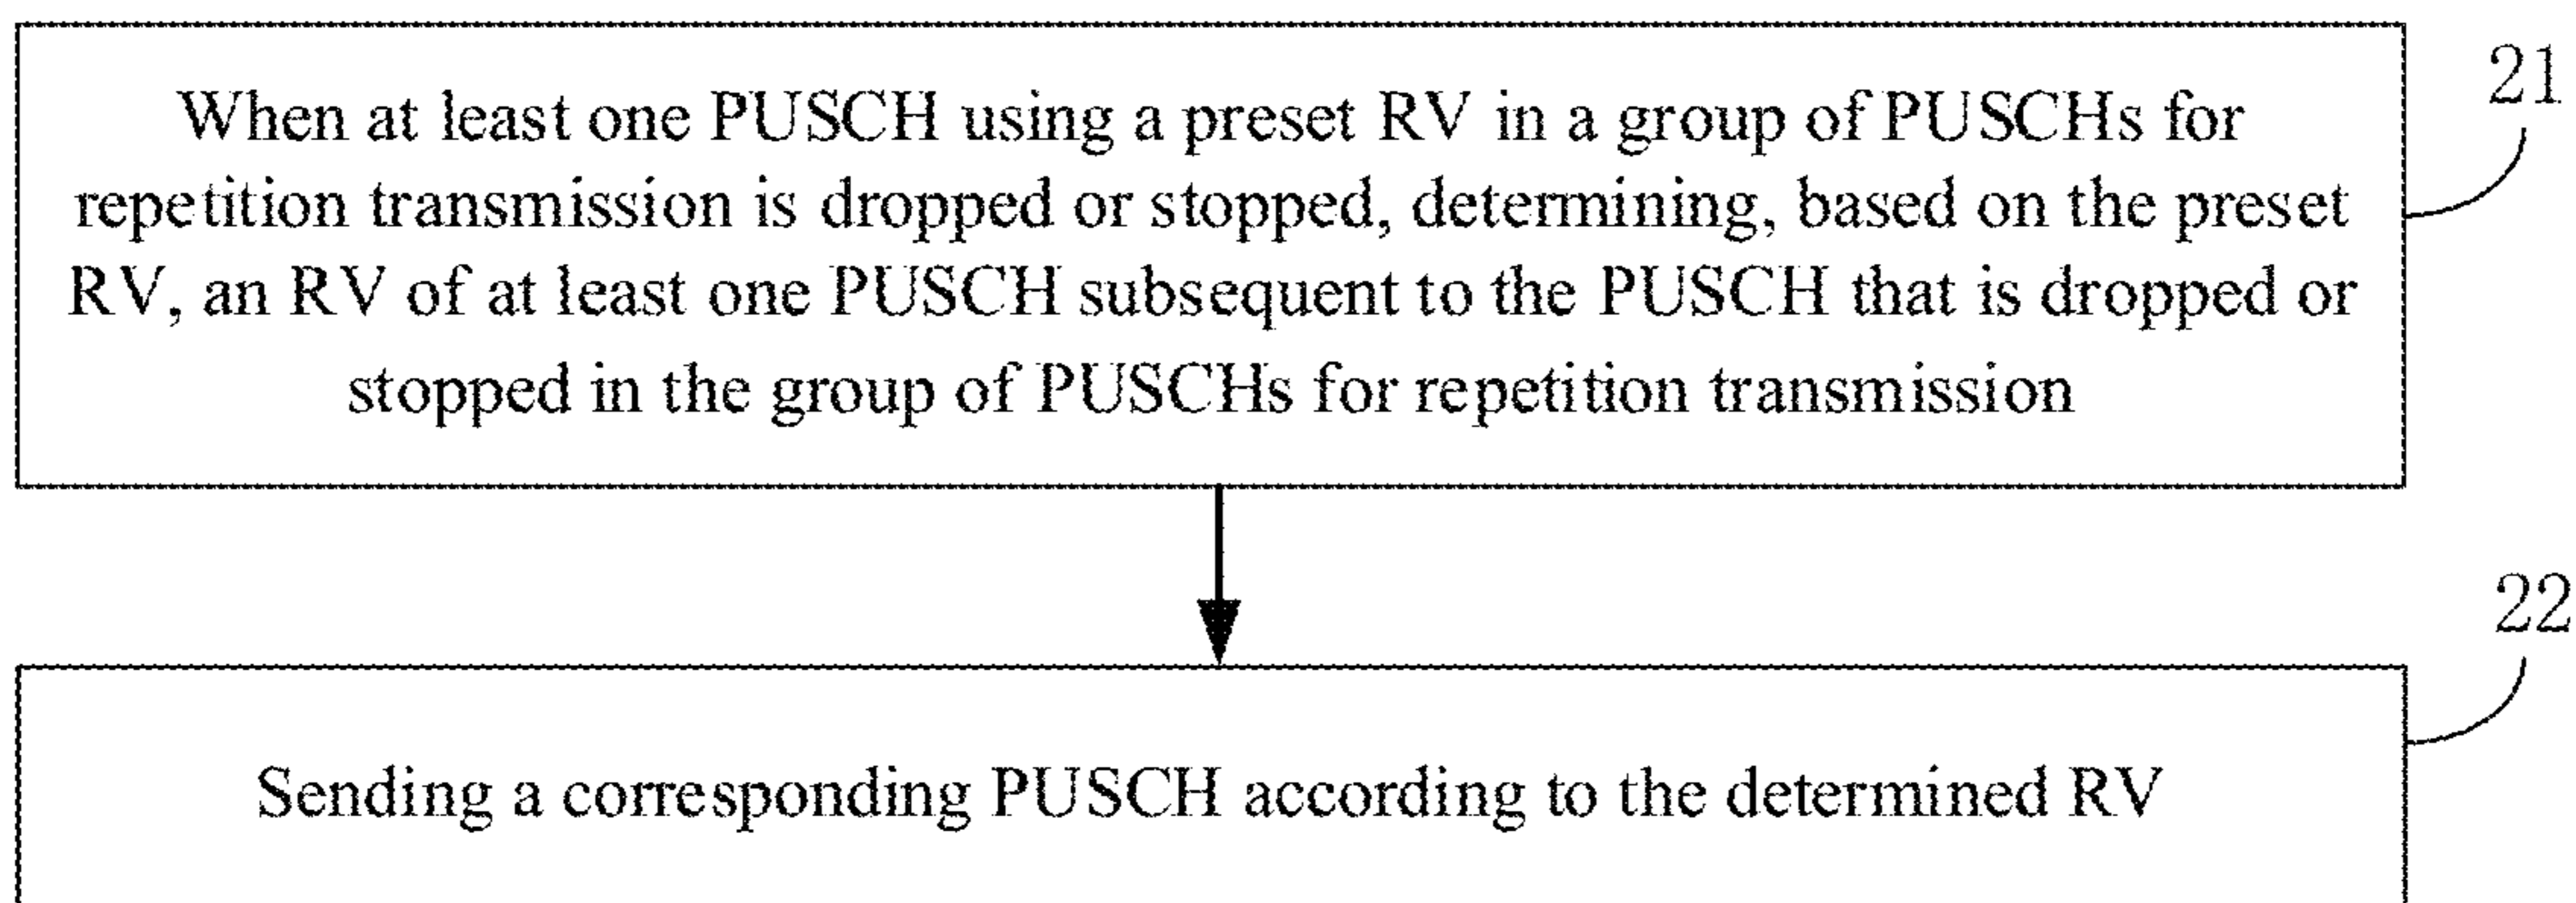 21
When at least one PUSCH using a preset RV in a group of PUSCHs for
repetition transmission is dropped or stopped, determining, based on the preset
RV, an RV of at least one PUSCH subsequent to the PUSCH that is dropped or
stopped in the group of PUSCHs for repetition transmission
22
Sending a corresponding PUSCH according to the determined RV